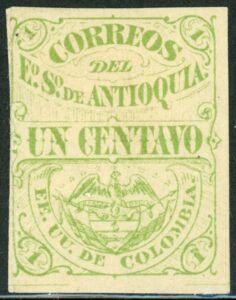 1 1
CORREOS
DEL
Eº. Sº. DE ANTIOQUIA.
UN CENTAVO
EE. UU. DE COLOMBIA
1 1